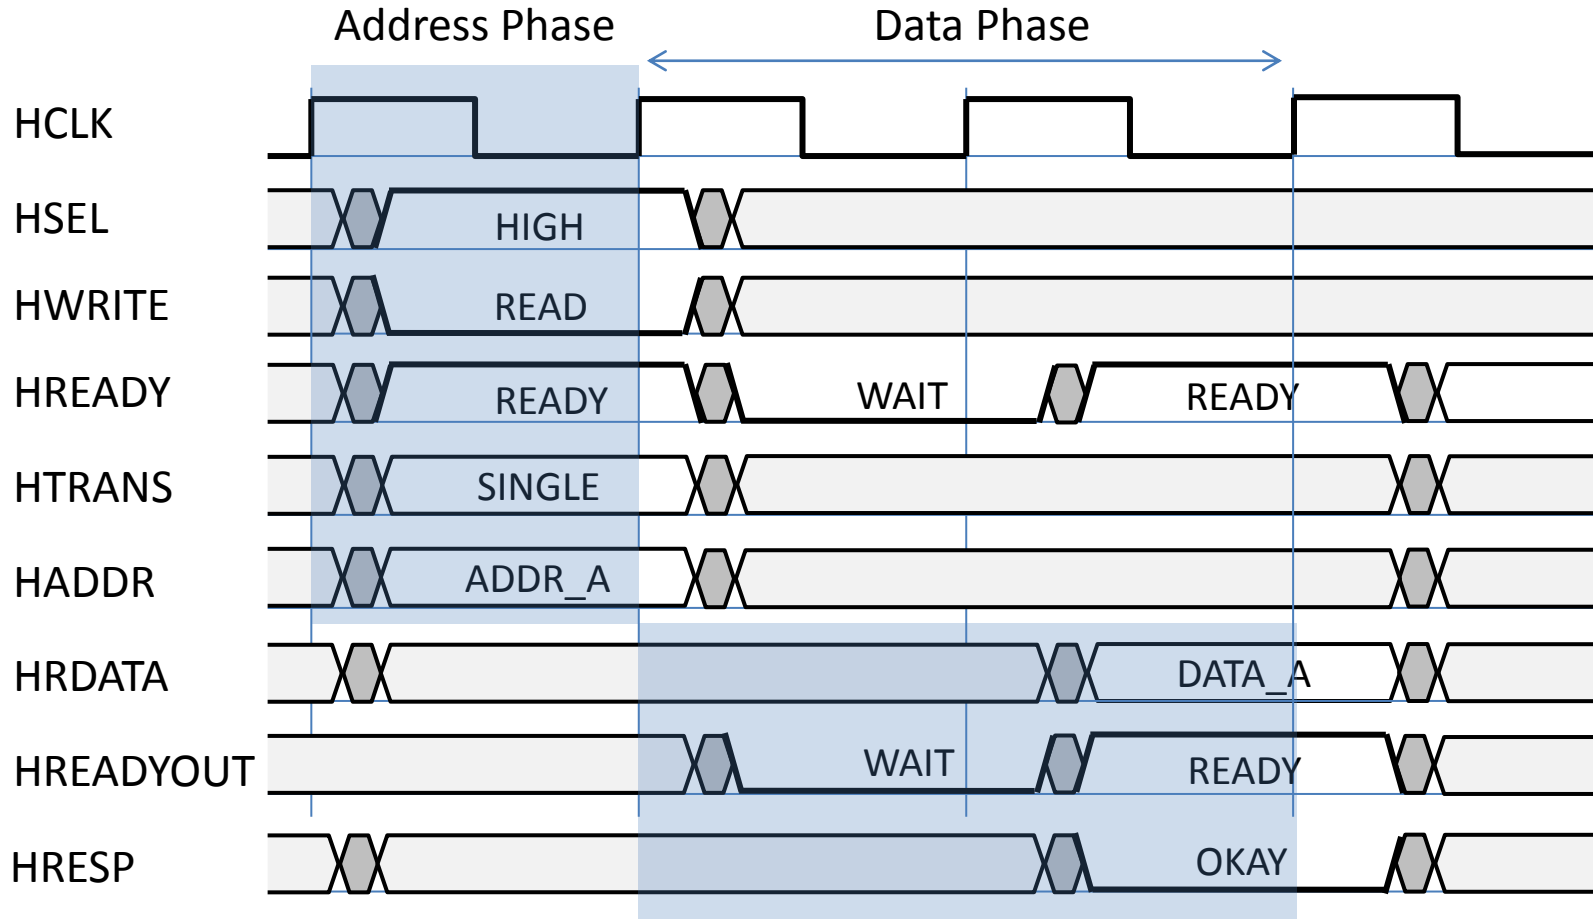 Address Phase Data Phase
HCLK
HSEL HIGH
HWRITE READ
HREADY READY WAIT READY
HTRANS SINGLE
HADDR ADDR_A
HRDATA DATA_A
HREADYOUT WAIT READY
HRESP OKAY